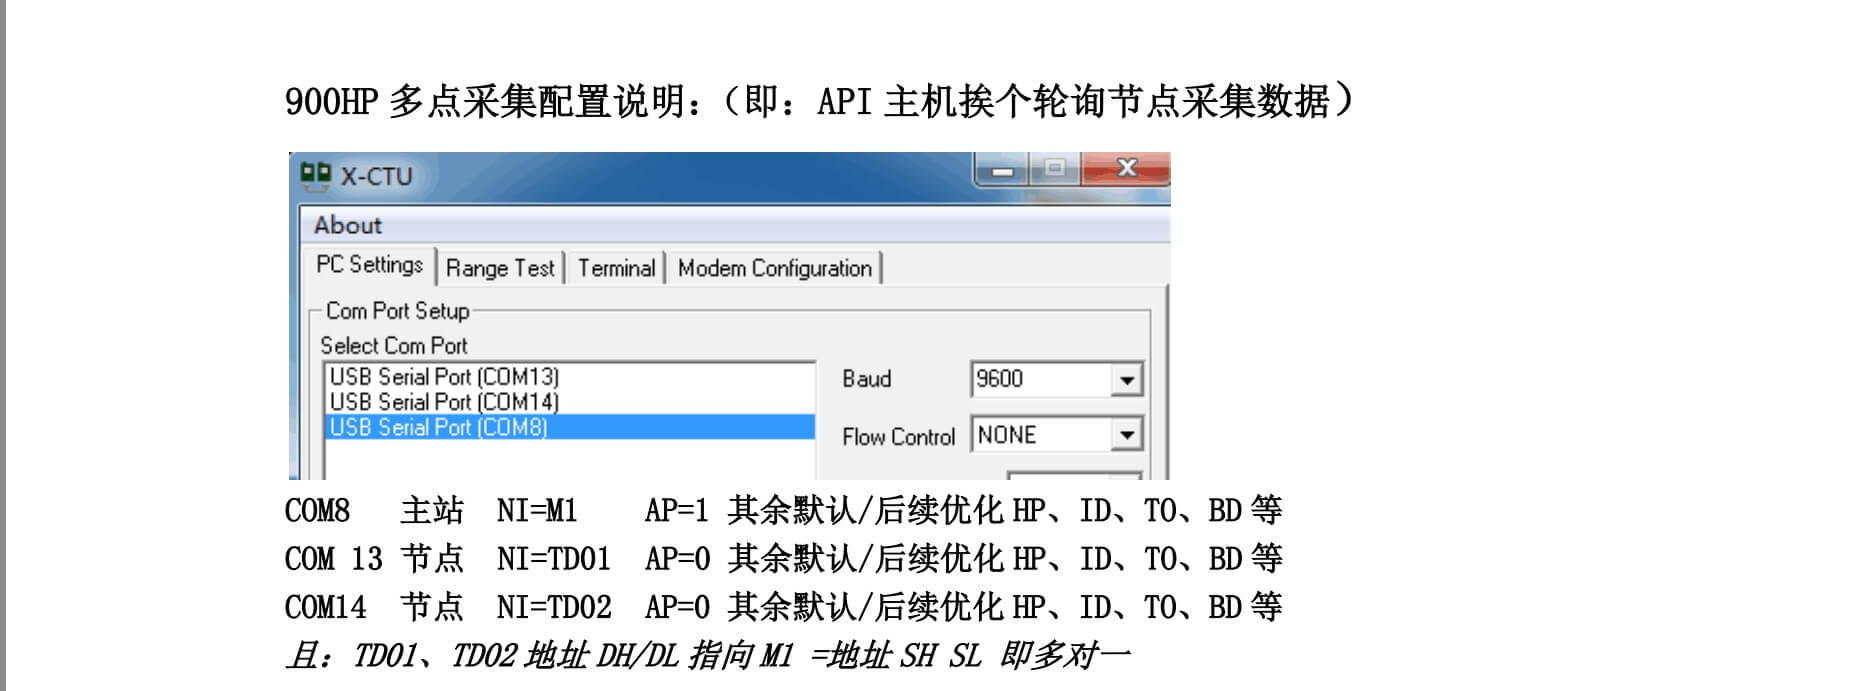 900HP 多点采集配置说明：（即：API 主机挨个轮询节点采集数据）
X-CTU
About
PC Settings Range Test Terminal Modem Configuration
Com Port Setup
Select Com Port
USB Serial Port (COM13)
USB Serial Port (COM14)
USB Serial Port (COM8)
Baud 9600
Flow Control NONE
COM8 主站 NI=M1 AP=1 其余默认/后续优化 HP、ID、TO、BD 等
COM 13 节点 NI=TD01 AP=0 其余默认/后续优化 HP、ID、TO、BD 等
COM14 节点 NI=TD02 AP=0 其余默认/后续优化 HP、ID、TO、BD 等
且：TD01、TD02 地址 DH/DL 指向 M1 =地址 SH SL 即多对一